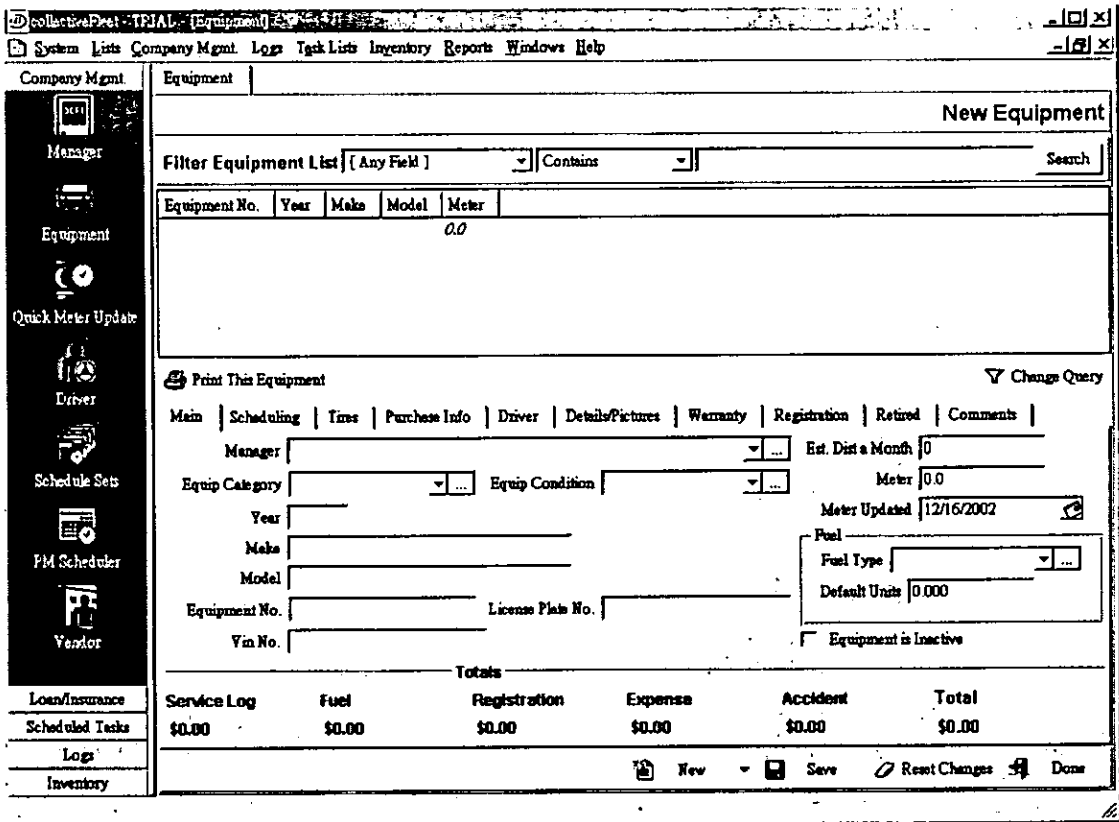 collectiveFleet - TRIAL - [Equipment]
System Lists Company Mgmt. Logs Task Lists Inventory Reports Windows Help
Company Mgmt.
Manager
Equipment
Quick Meter Update
Driver
Schedule Sets
PM Scheduler
Vendor
Loan/Insurance
Scheduled Tasks
Logs
Inventory
Equipment
New Equipment
Filter Equipment List [ Any Field ] Contains Search
Equipment No. Year Make Model Meter
0.0
Print This Equipment Change Query
Main Scheduling Tires Purchase Info Driver Details/Pictures Warranty Registration Retired Comments
Manager ... Est. Dist a Month 0
Equip Category ... Equip Condition ... Meter 0.0
Year Meter Updated 12/16/2002
Make Fuel
Fuel Type ...
Model Default Units 0.000
Equipment No. License Plate No.
Vin No. Equipment is Inactive
Totals
Service Log Fuel Registration Expense Accident Total
$0.00 $0.00 $0.00 $0.00 $0.00 $0.00
New Save Reset Changes Done